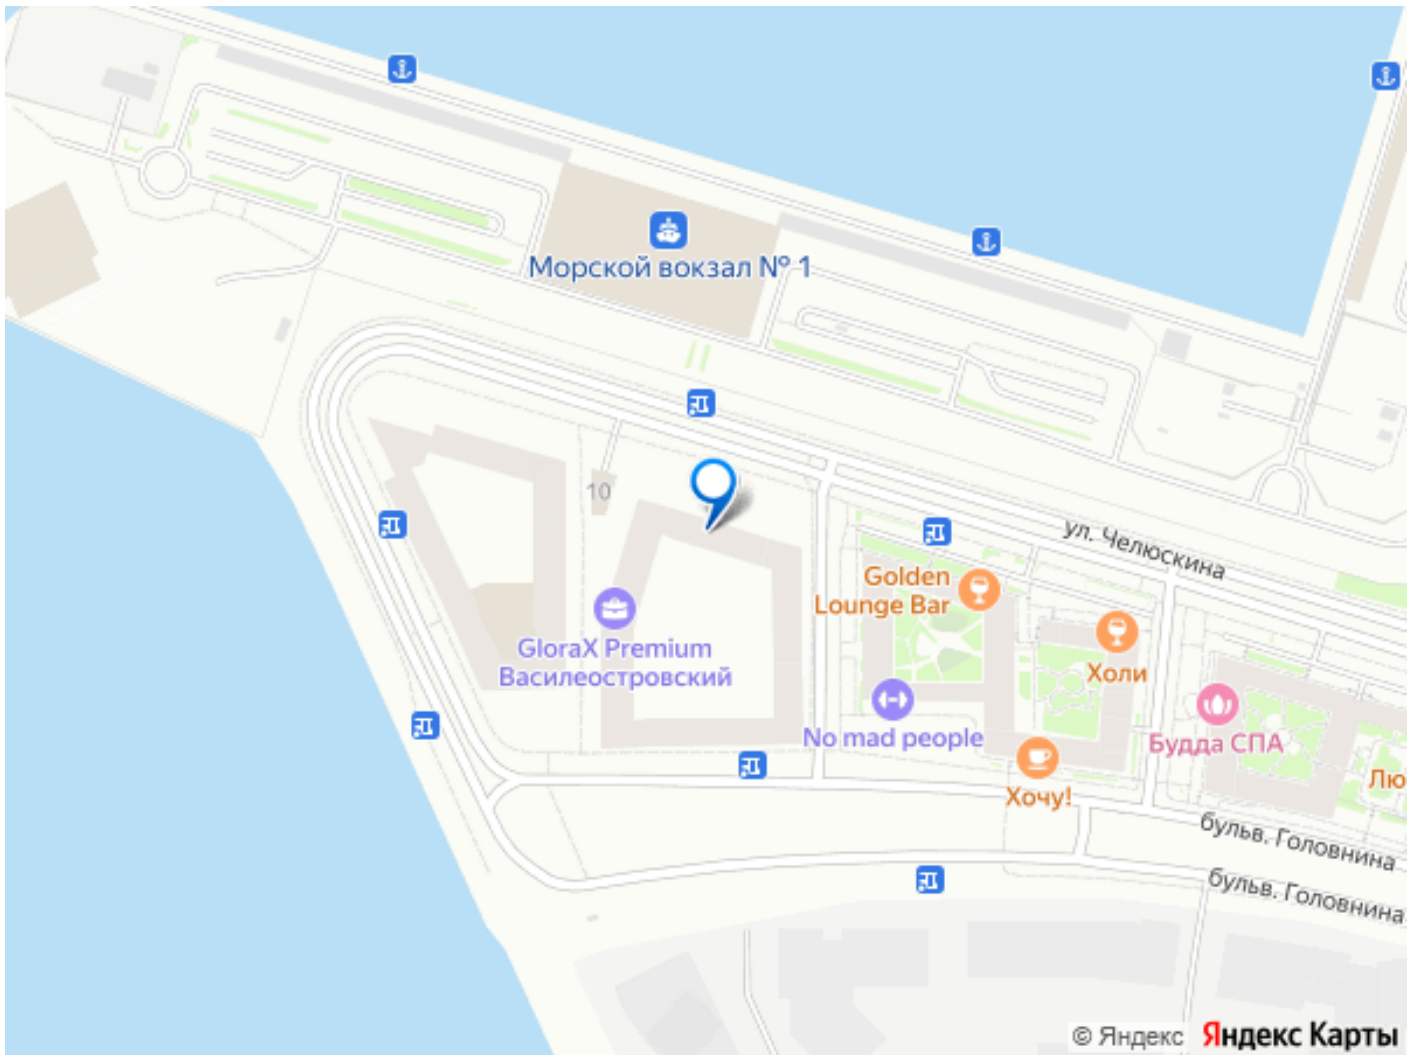 Морской вокзал № 1
10
ул. Челюскина
Golden
Lounge Bar
GloraX Premium
Василеостровский
Холи
No mad people
Будда СПА
Хочу!
Лю
бульв. Головнина
бульв. Головнина
© Яндекс Яндекс Карты